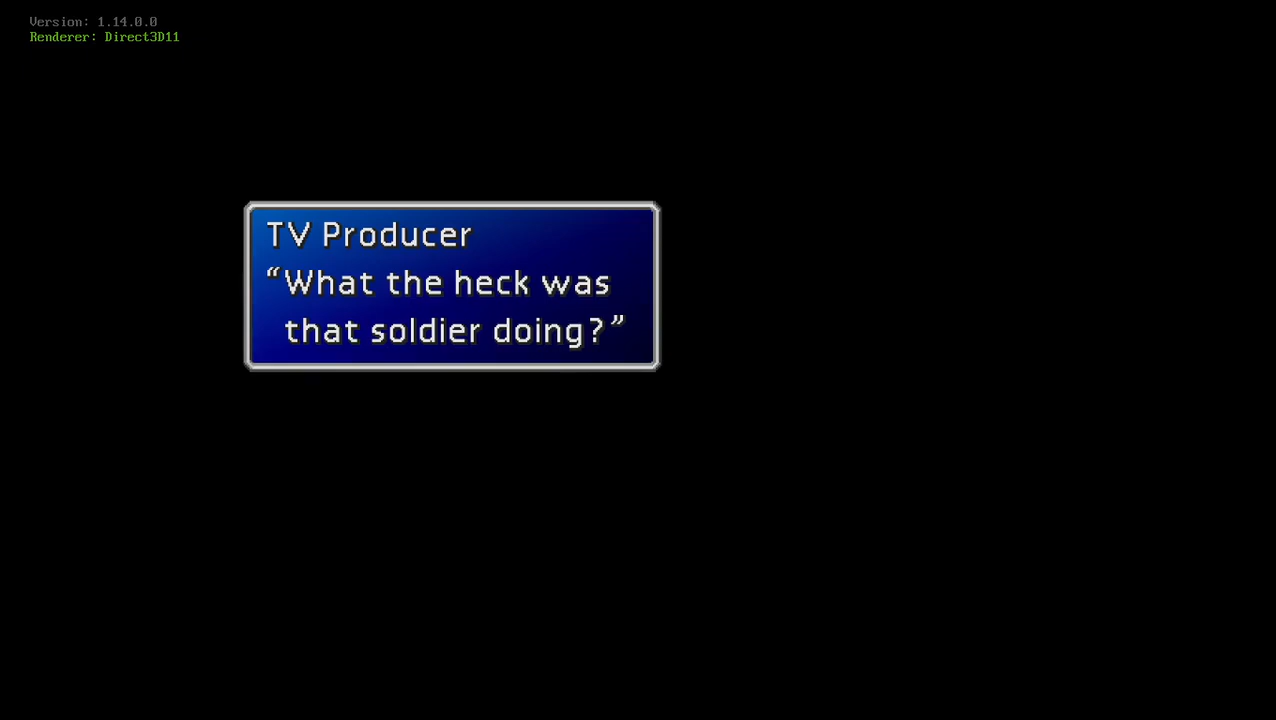 Version: 1.14.0.0
Renderer: Direct3D11
TV Producer
“What the heck was
that soldier doing?”